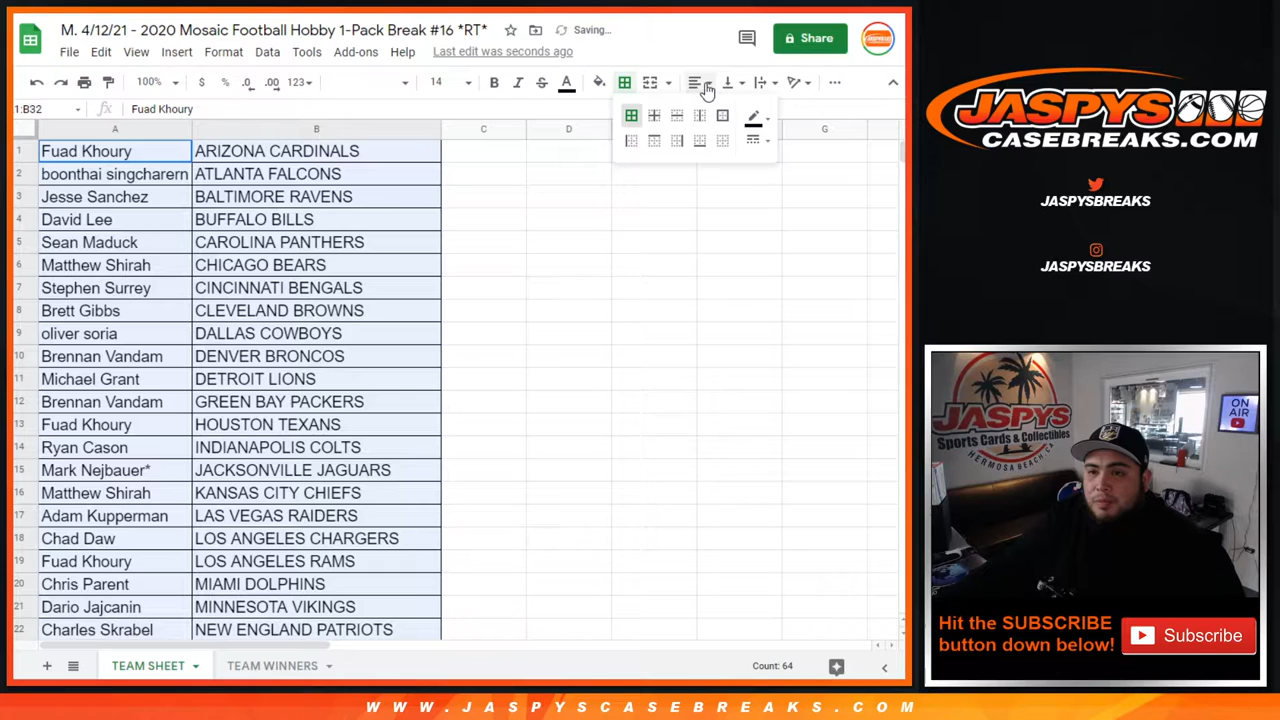 M. 4/12/21 - 2020 Mosaic Football Hobby 1-Pack Break #16 *RT*
Saving...
File Edit View Insert Format Data Tools Add-ons Help Last edit was seconds ago
Share
100% $ % .0 .00 123 14 B I S A
1:B32 fx Fuad Khoury
A B C D G
1 Fuad Khoury ARIZONA CARDINALS
2 boonthai singcharern ATLANTA FALCONS
3 Jesse Sanchez BALTIMORE RAVENS
4 David Lee BUFFALO BILLS
5 Sean Maduck CAROLINA PANTHERS
6 Matthew Shirah CHICAGO BEARS
7 Stephen Surrey CINCINNATI BENGALS
8 Brett Gibbs CLEVELAND BROWNS
9 oliver soria DALLAS COWBOYS
10 Brennan Vandam DENVER BRONCOS
11 Michael Grant DETROIT LIONS
12 Brennan Vandam GREEN BAY PACKERS
13 Fuad Khoury HOUSTON TEXANS
14 Ryan Cason INDIANAPOLIS COLTS
15 Mark Nejbauer* JACKSONVILLE JAGUARS
16 Matthew Shirah KANSAS CITY CHIEFS
17 Adam Kupperman LAS VEGAS RAIDERS
18 Chad Daw LOS ANGELES CHARGERS
19 Fuad Khoury LOS ANGELES RAMS
20 Chris Parent MIAMI DOLPHINS
21 Dario Jajcanin MINNESOTA VIKINGS
22 Charles Skrabel NEW ENGLAND PATRIOTS
TEAM SHEET TEAM WINNERS Count: 64
JASPYS
CASEBREAKS.COM
JASPYSBREAKS
JASPYSBREAKS
JASPYS
Sports Cards & Collectibles
HERMOSA BEACH, CA
ON
AIR
Hit the SUBSCRIBE
button down below!
Subscribe
WWW.JASPYSCASEBREAKS.COM